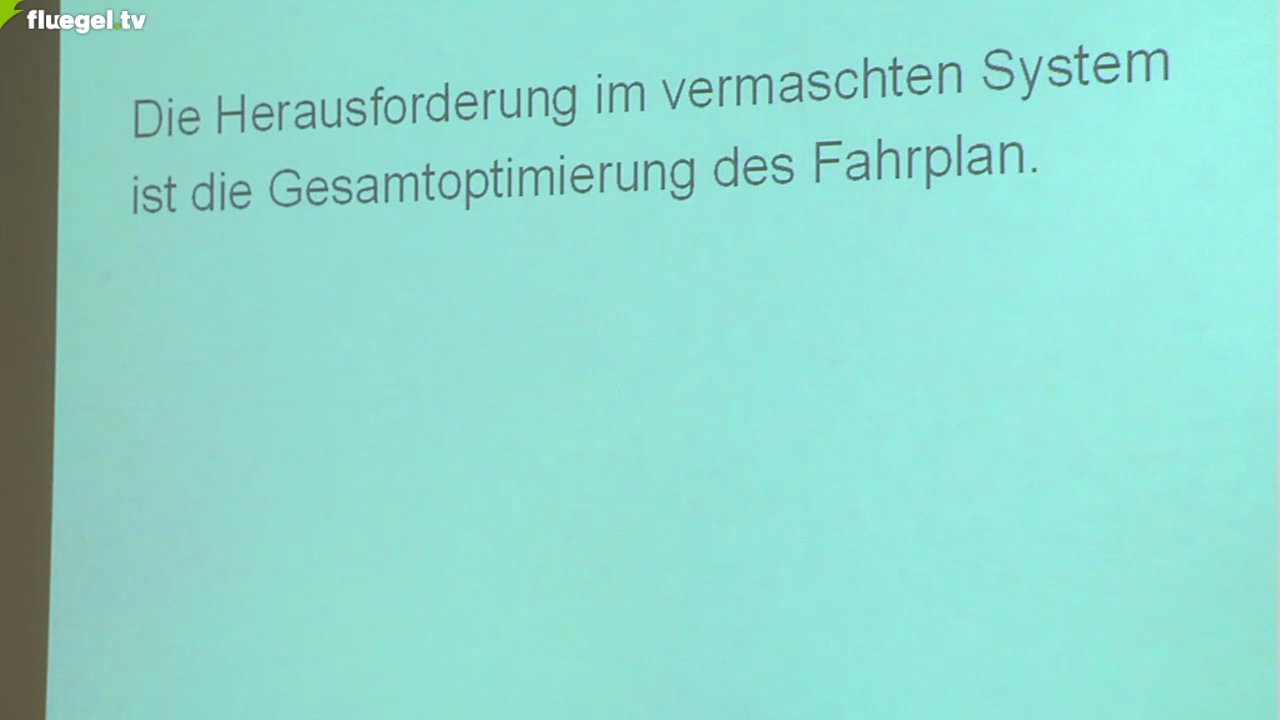 fluegel.tv
Die Herausforderung im vermaschten System
ist die Gesamtoptimierung des Fahrplan.